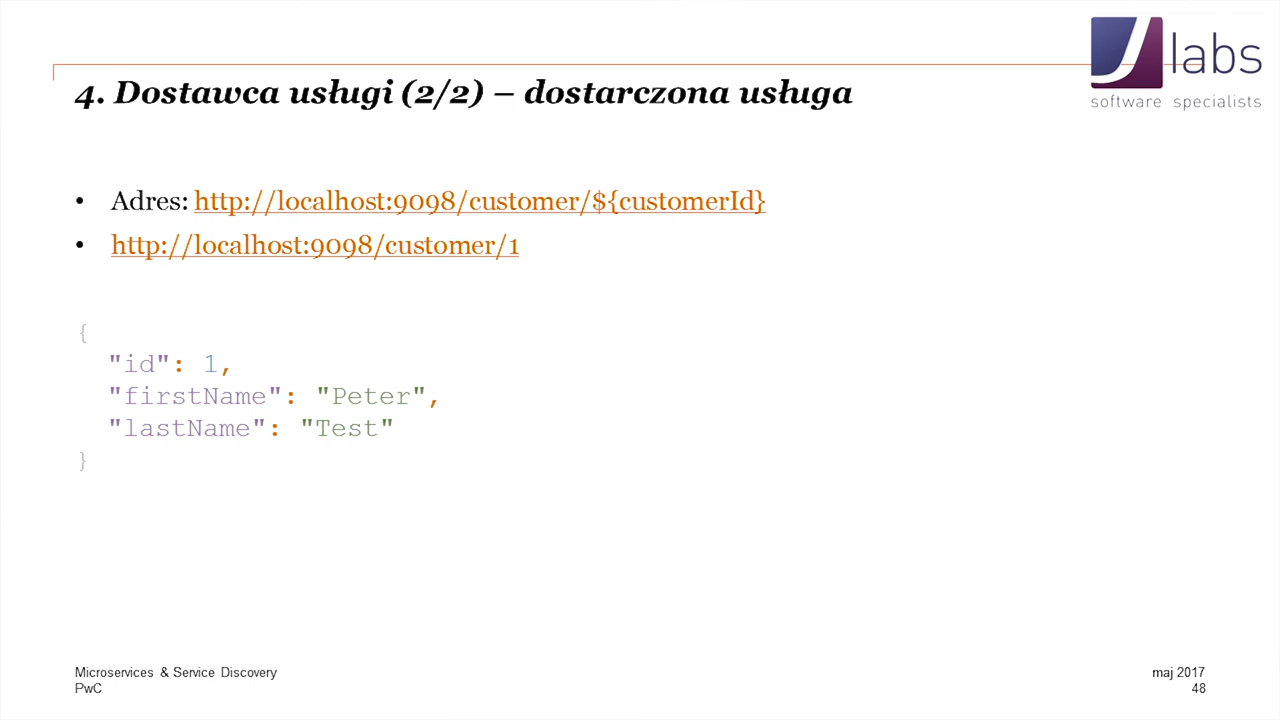 labs
software specialists
4. Dostawca usługi (2/2) – dostarczona usługa
• Adres: http://localhost:9098/customer/${customerId}
• http://localhost:9098/customer/1
{
"id": 1,
"firstName": "Peter",
"lastName": "Test"
}
Microservices & Service Discovery
PwC
maj 2017
48